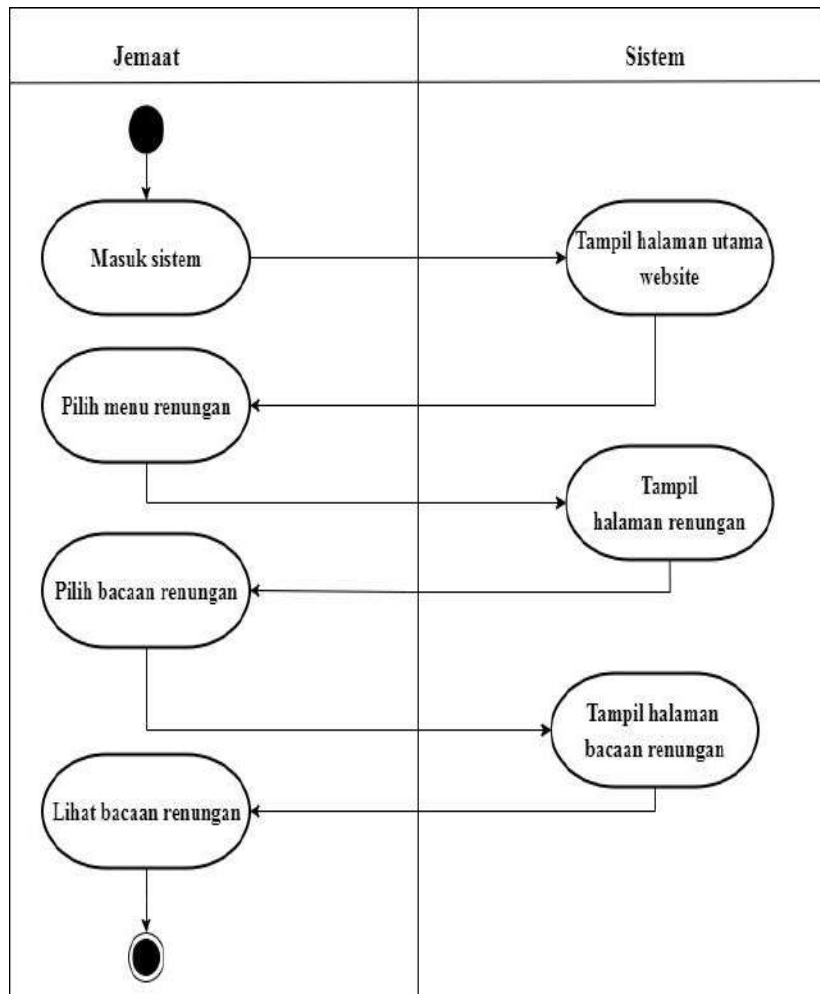 Jemaat
Sistem
Masuk sistem
Tampil halaman utama
website
Pilih menu renungan
Tampil
halaman renungan
Pilih bacaan renungan
Tampil halaman
bacaan renungan
Lihat bacaan renungan